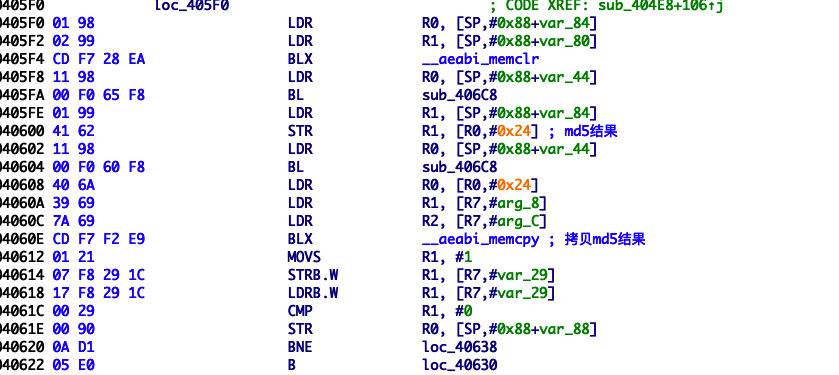 0405F0 loc_405F0 ; CODE XREF: sub_404E8+106↑j
0405F0 01 98 LDR R0, [SP,#0x88+var_84]
0405F2 02 99 LDR R1, [SP,#0x88+var_80]
0405F4 CD F7 28 EA BLX __aeabi_memclr
0405F8 11 98 LDR R0, [SP,#0x88+var_44]
0405FA 00 F0 65 F8 BL sub_406C8
0405FE 01 99 LDR R1, [SP,#0x88+var_84]
040600 41 62 STR R1, [R0,#0x24] ; md5结果
040602 11 98 LDR R0, [SP,#0x88+var_44]
040604 00 F0 60 F8 BL sub_406C8
040608 40 6A LDR R0, [R0,#0x24]
04060A 39 69 LDR R1, [R7,#arg_8]
04060C 7A 69 LDR R2, [R7,#arg_C]
04060E CD F7 F2 E9 BLX __aeabi_memcpy ; 拷贝md5结果
040612 01 21 MOVS R1, #1
040614 07 F8 29 1C STRB.W R1, [R7,#var_29]
040618 17 F8 29 1C LDRB.W R1, [R7,#var_29]
04061C 00 29 CMP R1, #0
04061E 00 90 STR R0, [SP,#0x88+var_88]
040620 0A D1 BNE loc_40638
040622 05 E0 B loc_40630